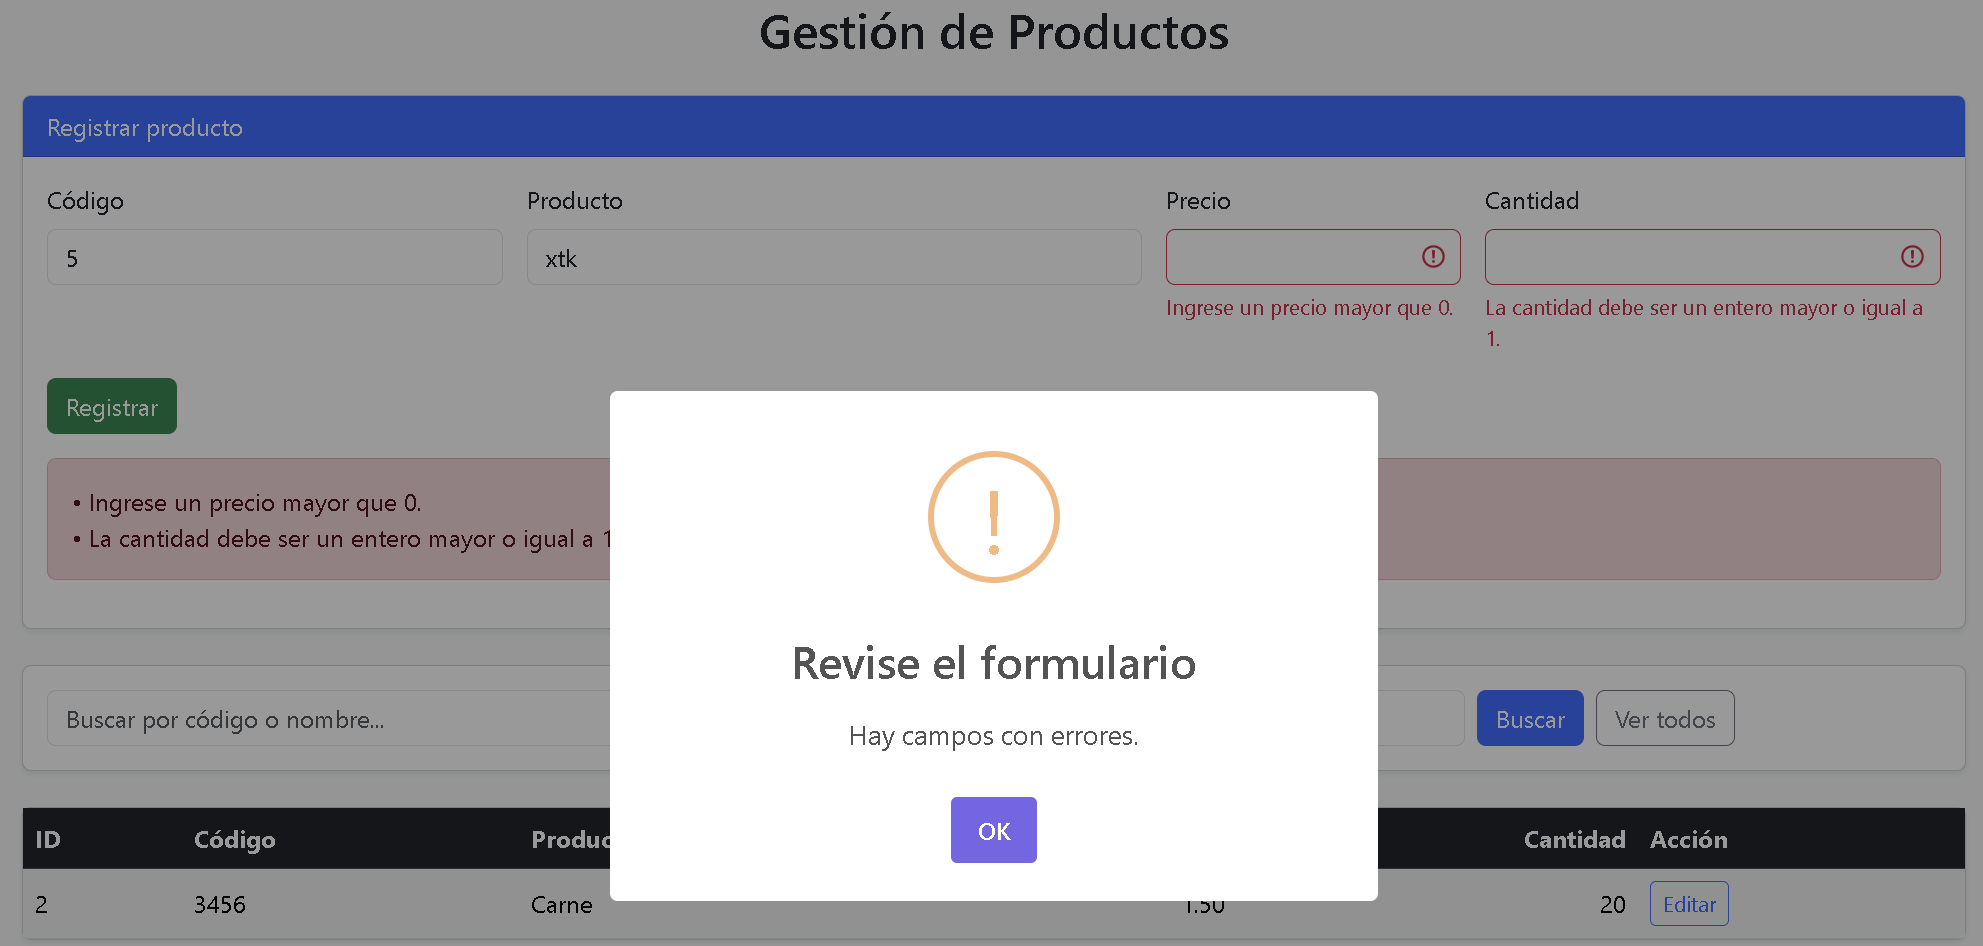 Gestión de Productos
Registrar producto
Código
Producto
Precio
Cantidad
5
xtk
Ingrese un precio mayor que 0.
La cantidad debe ser un entero mayor o igual a
1.
Registrar
• Ingrese un precio mayor que 0.
• La cantidad debe ser un entero mayor o igual a 1
Revise el formulario
Hay campos con errores.
OK
Buscar por código o nombre...
Buscar
Ver todos
ID
Código
Produc
Cantidad
Acción
2
3456
Carne
1.50
20
Editar